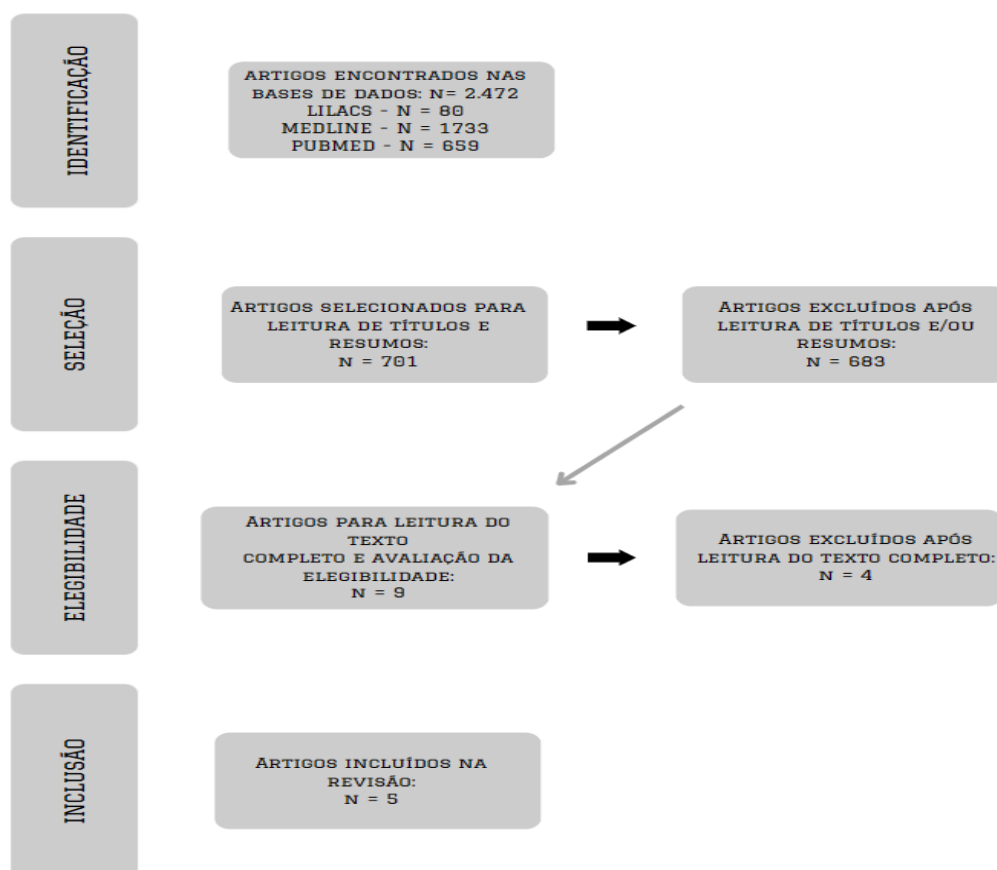 IDENTIFICAÇÃO
ARTIGOS ENCONTRADOS NAS
BASES DE DADOS: N= 2.472
LILACS - N = 80
MEDLINE - N = 1733
PUBMED - N = 659
SELEÇÃO
ARTIGOS SELECIONADOS PARA
LEITURA DE TÍTULOS E
RESUMOS:
N = 701
ARTIGOS EXCLUÍDOS APÓS
LEITURA DE TÍTULOS E/OU
RESUMOS:
N = 683
ELEGIBILIDADE
ARTIGOS PARA LEITURA DO
TEXTO
COMPLETO E AVALIAÇÃO DA
ELEGIBILIDADE:
N = 9
ARTIGOS EXCLUÍDOS APÓS
LEITURA DO TEXTO COMPLETO:
N = 4
INCLUSÃO
ARTIGOS INCLUÍDOS NA
REVISÃO:
N = 5